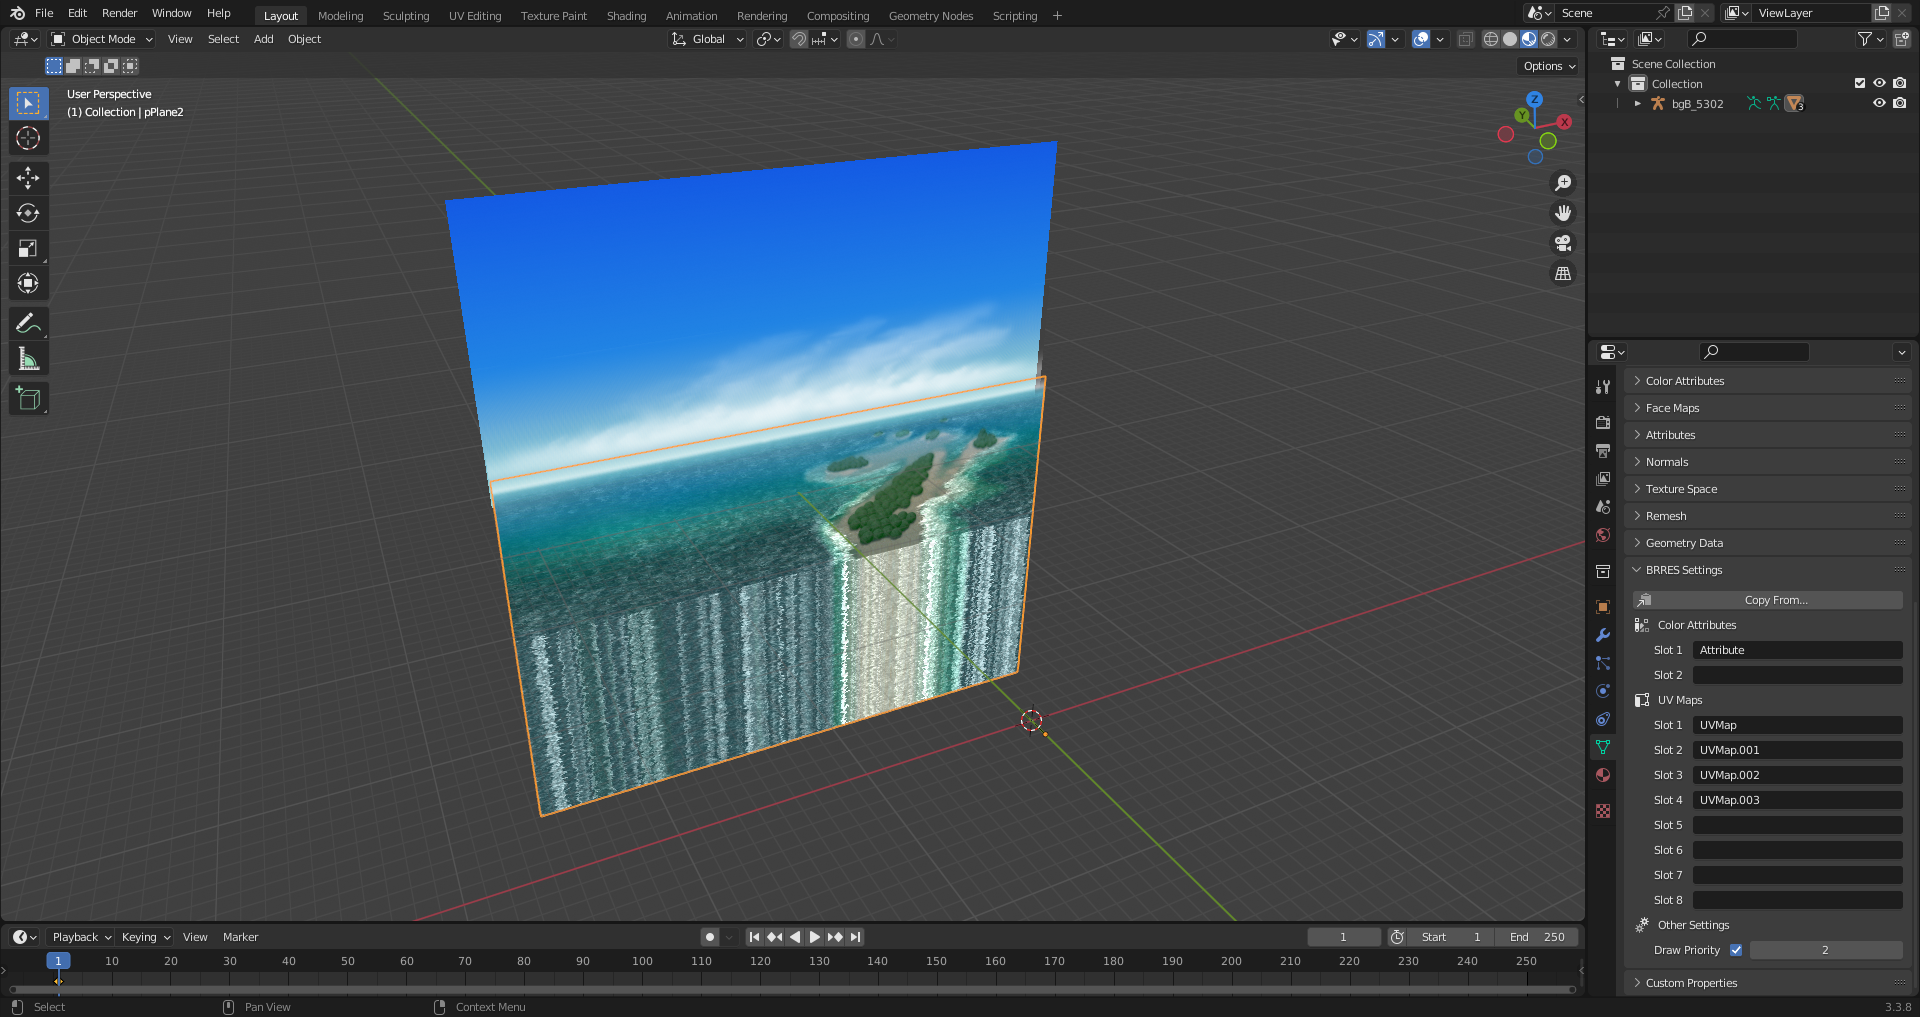 File Edit Render Window Help Layout Modeling Sculpting UV Editing Texture Paint Shading Animation Rendering Compositing Geometry Nodes Scripting + Scene ViewLayer
Object Mode View Select Add Object Global
Options
User Perspective
(1) Collection | pPlane2
Z
Y
X
Scene Collection
Collection
bgB_5302 3
Color Attributes
Face Maps
Attributes
Normals
Texture Space
Remesh
Geometry Data
BRRES Settings
Copy From...
Color Attributes
Slot 1 Attribute
Slot 2
UV Maps
Slot 1 UVMap
Slot 2 UVMap.001
Slot 3 UVMap.002
Slot 4 UVMap.003
Slot 5
Slot 6
Slot 7
Slot 8
Other Settings
Draw Priority 2
Custom Properties
Playback Keying View Marker 1 Start 1 End 250
1 10 20 30 40 50 60 70 80 90 100 110 120 130 140 150 160 170 180 190 200 210 220 230 240 250
Select Pan View Context Menu 3.3.8